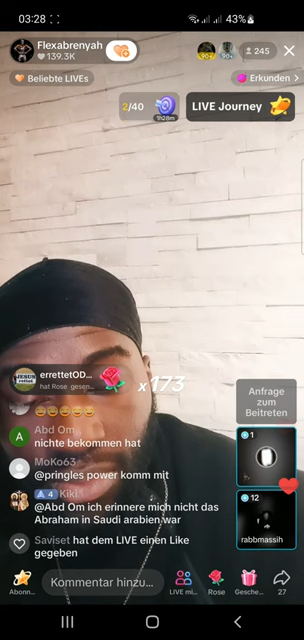 03:28
43%
Flexabrenyah
139.3K
245
Beliebte LIVEs
Erkunden >
2/40
1h28m
LIVE Journey
errettetOD...
hat Rose gesen...
x173
Abd Om
nichte bekommen hat
MoKo63
@pringles power komm mit
4 Kiki
@Abd Om ich erinnere mich nicht das
Abraham in Saudi arabien war
Saviset hat dem LIVE einen Like
gegeben
Anfrage
zum
Beitreten
1
12
rabbmassih
Abonn...
Kommentar hinzu...
LIVE mi...
Rose
Gesche...
27